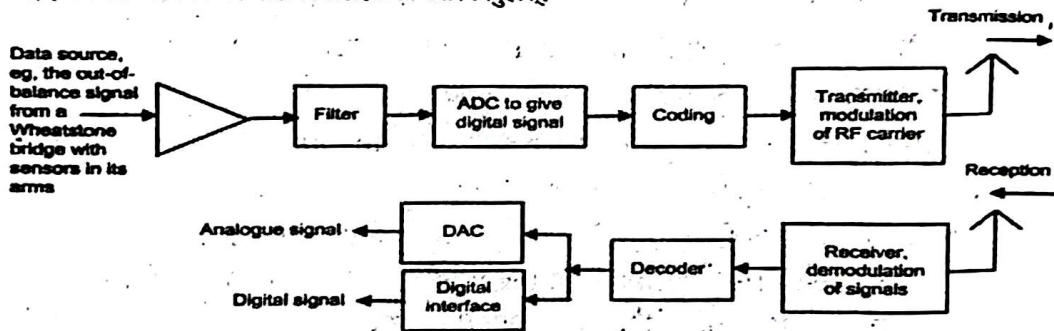 Transmission,
Data source,
eg, the out-of-
balance signal
from a
Wheatstone
bridge with
sensors in its
arms
Filter
ADC to give
digital signal
Coding
Transmitter,
modulation
of RF carrier
Reception
Analogue signal
DAC
Decoder
Receiver,
demodulation
of signals
Digital signal
Digital
interface